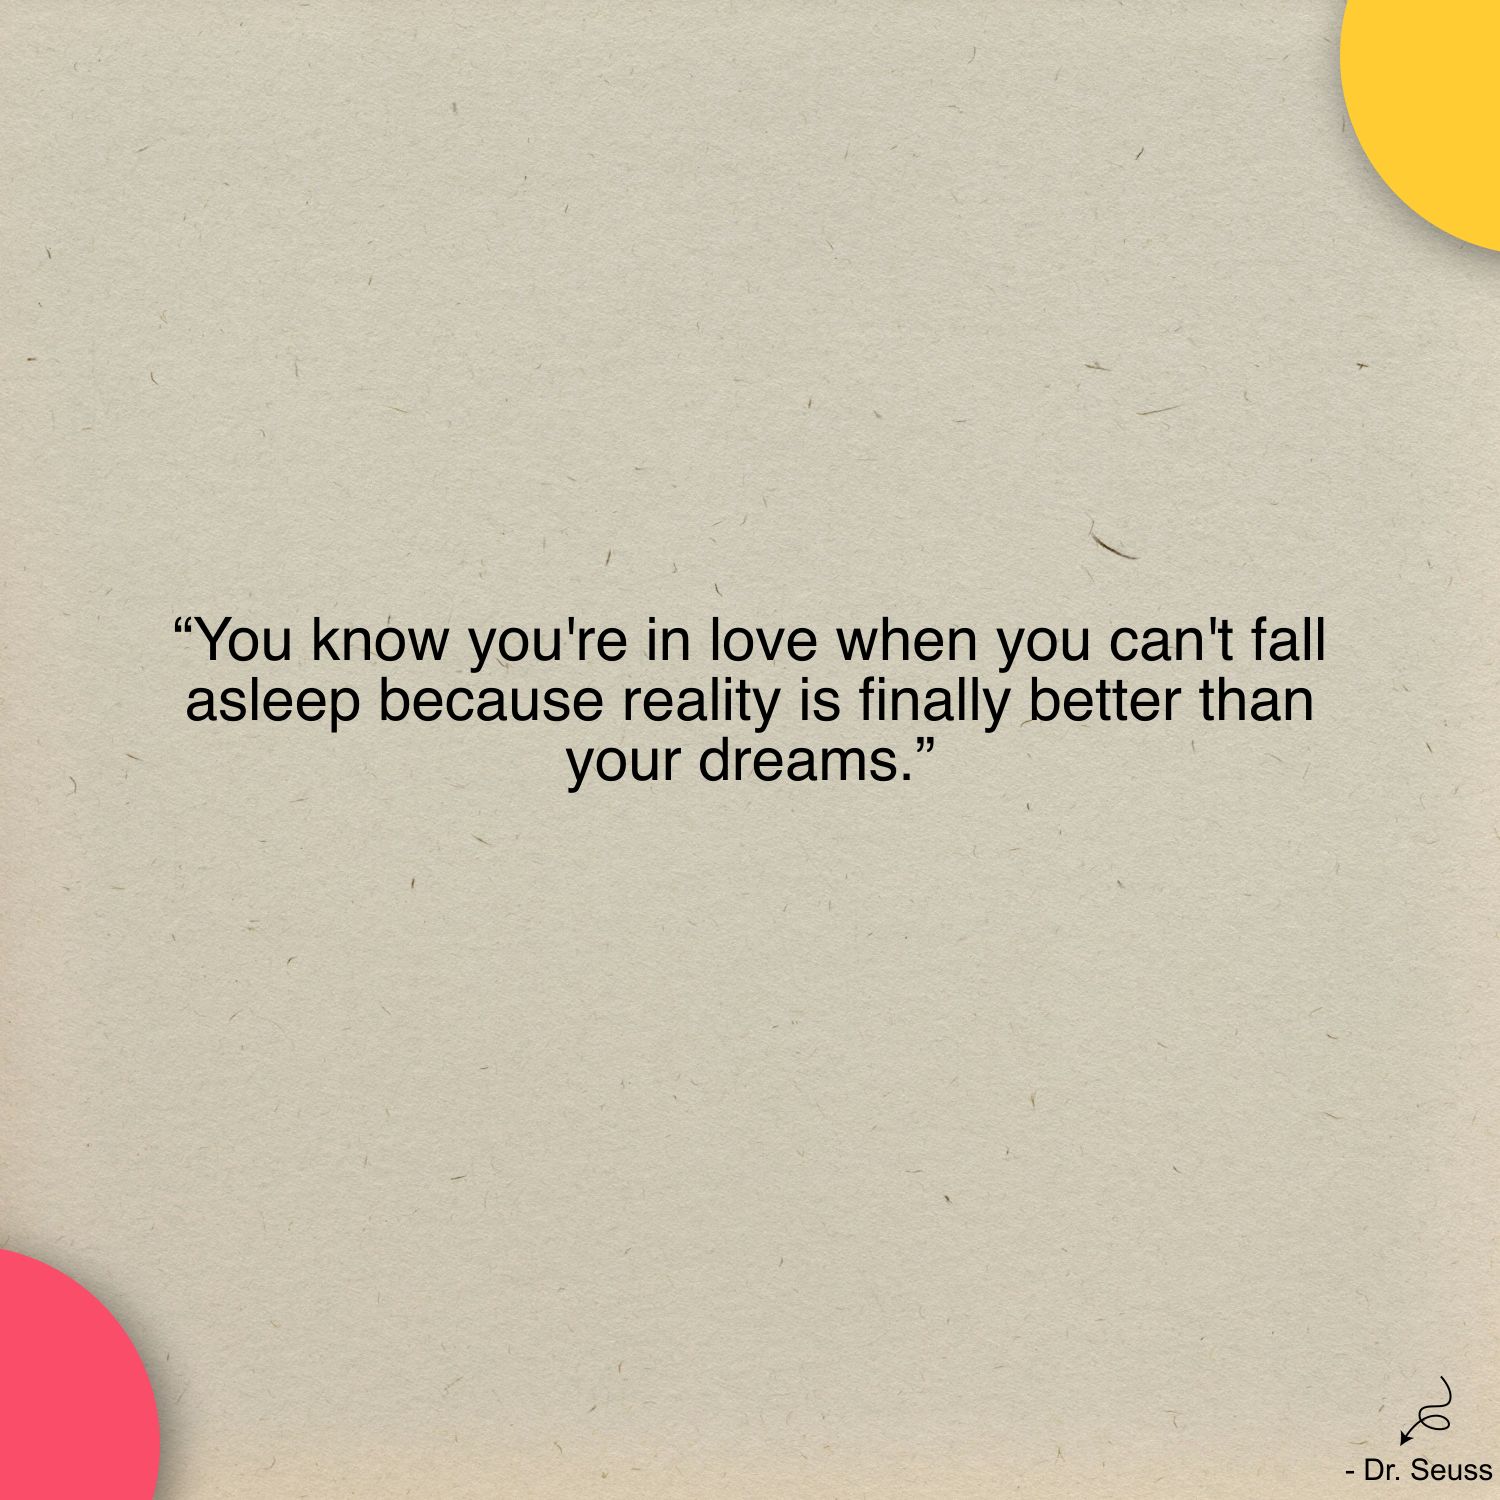 “You know you're in love when you can't fall
asleep because reality is finally better than
your dreams.”
- Dr. Seuss